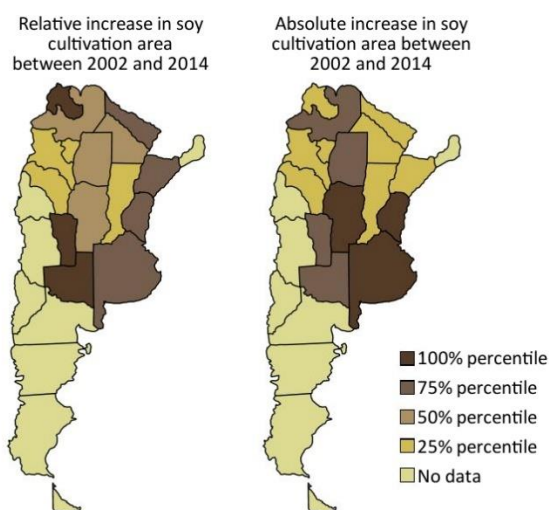 Relative increase in soy
cultivation area
between 2002 and 2014
Absolute increase in soy
cultivation area between
2002 and 2014
100% percentile
75% percentile
50% percentile
25% percentile
No data